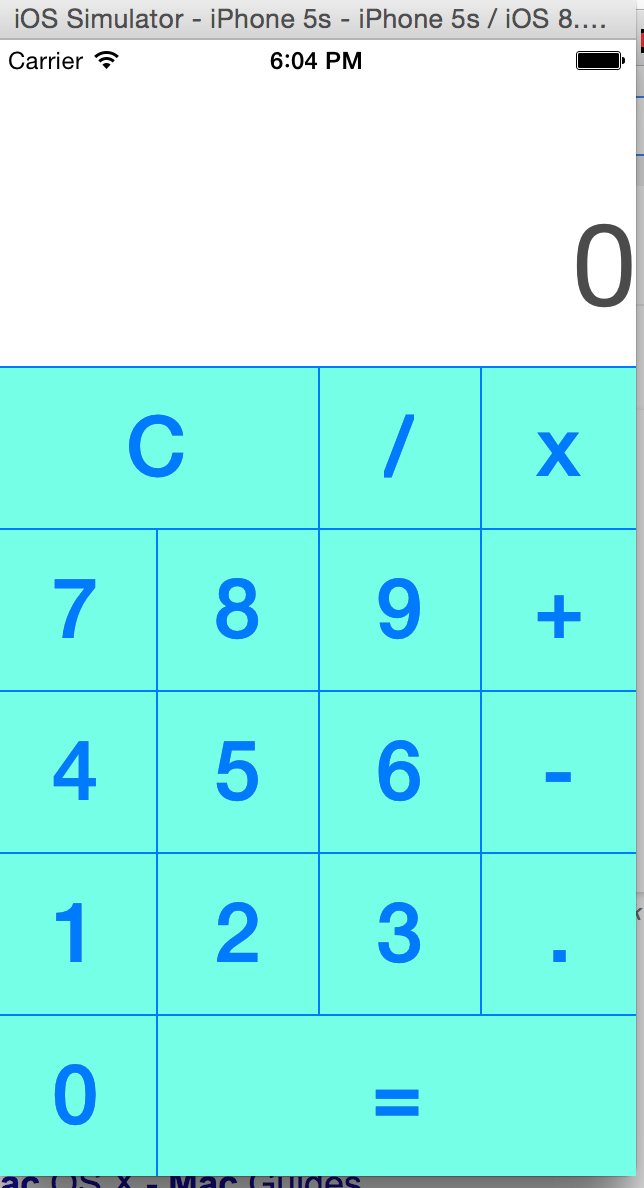 iOS Simulator - iPhone 5s - iPhone 5s / iOS 8....
Carrier 6:04 PM
0
C / x
7 8 9 +
4 5 6 -
1 2 3 .
0 =
ac OS X - Mac Guides